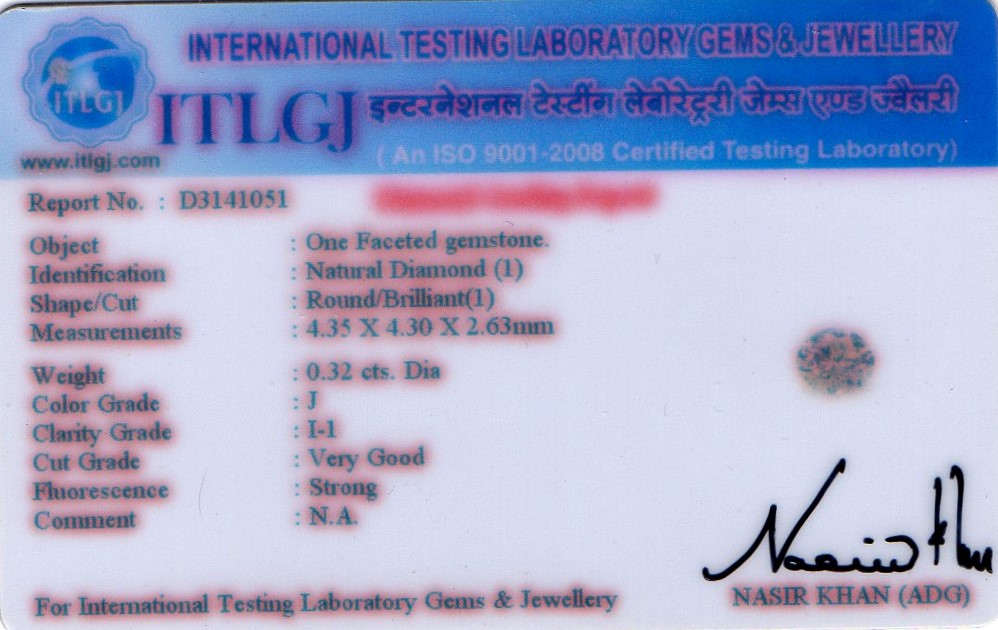 INTERNATIONAL TESTING LABORATORY GEMS & JEWELLERY
ITLGJ
ITLGJ इन्टरनेशनल टेस्टींग लेबोरेट्ररी जेम्स एण्ड ज्वैलरी
www.itlgj.com
( An ISO 9001-2008 Certified Testing Laboratory)
Report No. : D3141051
Object : One Faceted gemstone.
Identification : Natural Diamond (1)
Shape/Cut : Round/Brilliant(1)
Measurements : 4.35 X 4.30 X 2.63mm
Weight : 0.32 cts. Dia
Color Grade : J
Clarity Grade : I-1
Cut Grade : Very Good
Fluorescence : Strong
Comment : N.A.
Nasir Khan
For International Testing Laboratory Gems & Jewellery
NASIR KHAN (ADG)